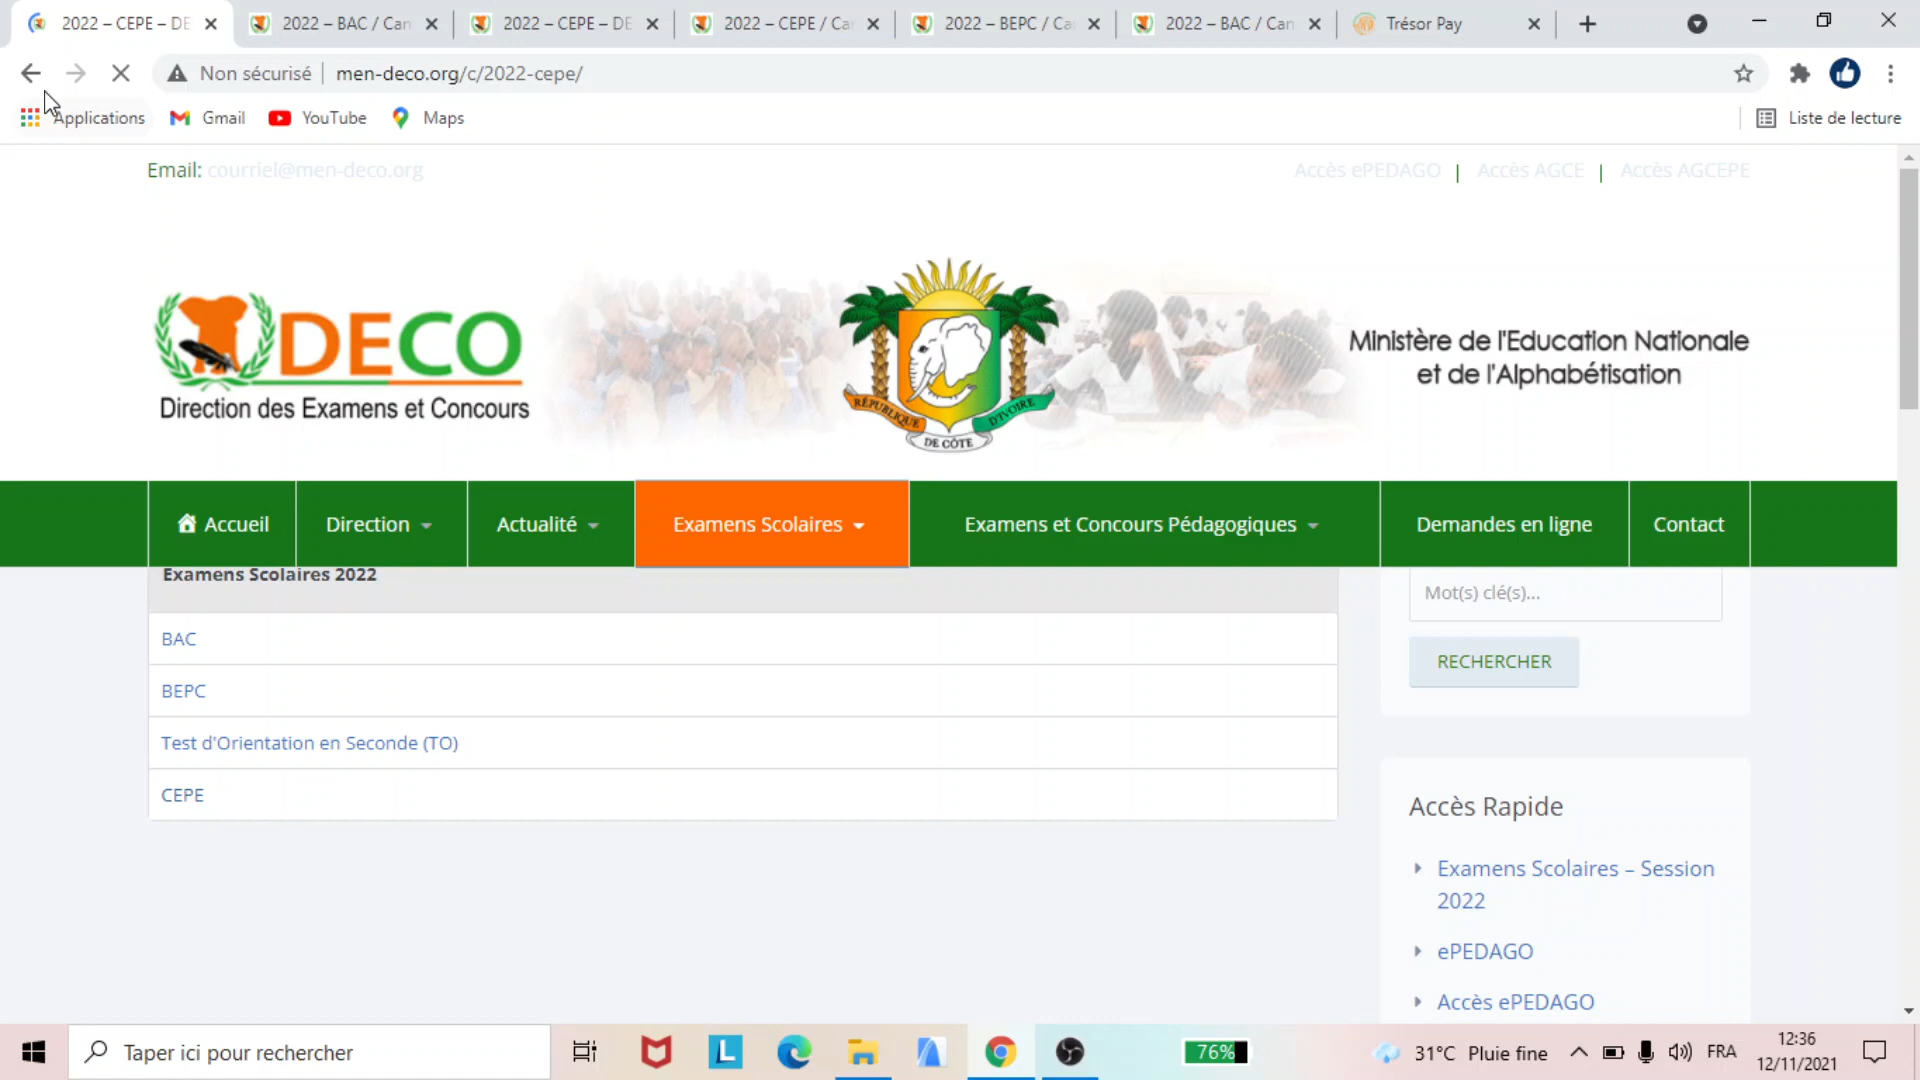 2022 – CEPE – DE
2022 – BAC / Can
2022 – CEPE – DE
2022 – CEPE / Ca
2022 – BEPC / Ca
2022 – BAC / Can
Trésor Pay
Non sécurisé
men-deco.org/c/2022-cepe/
Applications
Gmail
YouTube
Maps
Liste de lecture
Email: courriel@men-deco.org
Accès ePEDAGO | Accès AGCE | Accès AGCEPE
DECO
Direction des Examens et Concours
RÉPUBLIQUE
DE CÔTE
D'IVOIRE
Ministère de l'Education Nationale
et de l'Alphabétisation
Accueil
Direction
Actualité
Examens Scolaires
Examens et Concours Pédagogiques
Demandes en ligne
Contact
Examens Scolaires 2022
BAC
BEPC
Test d'Orientation en Seconde (TO)
CEPE
Mot(s) clé(s)...
RECHERCHER
Accès Rapide
Examens Scolaires – Session
2022
ePEDAGO
Accès ePEDAGO
Taper ici pour rechercher
L
76%
31°C Pluie fine
FRA
12:36
12/11/2021